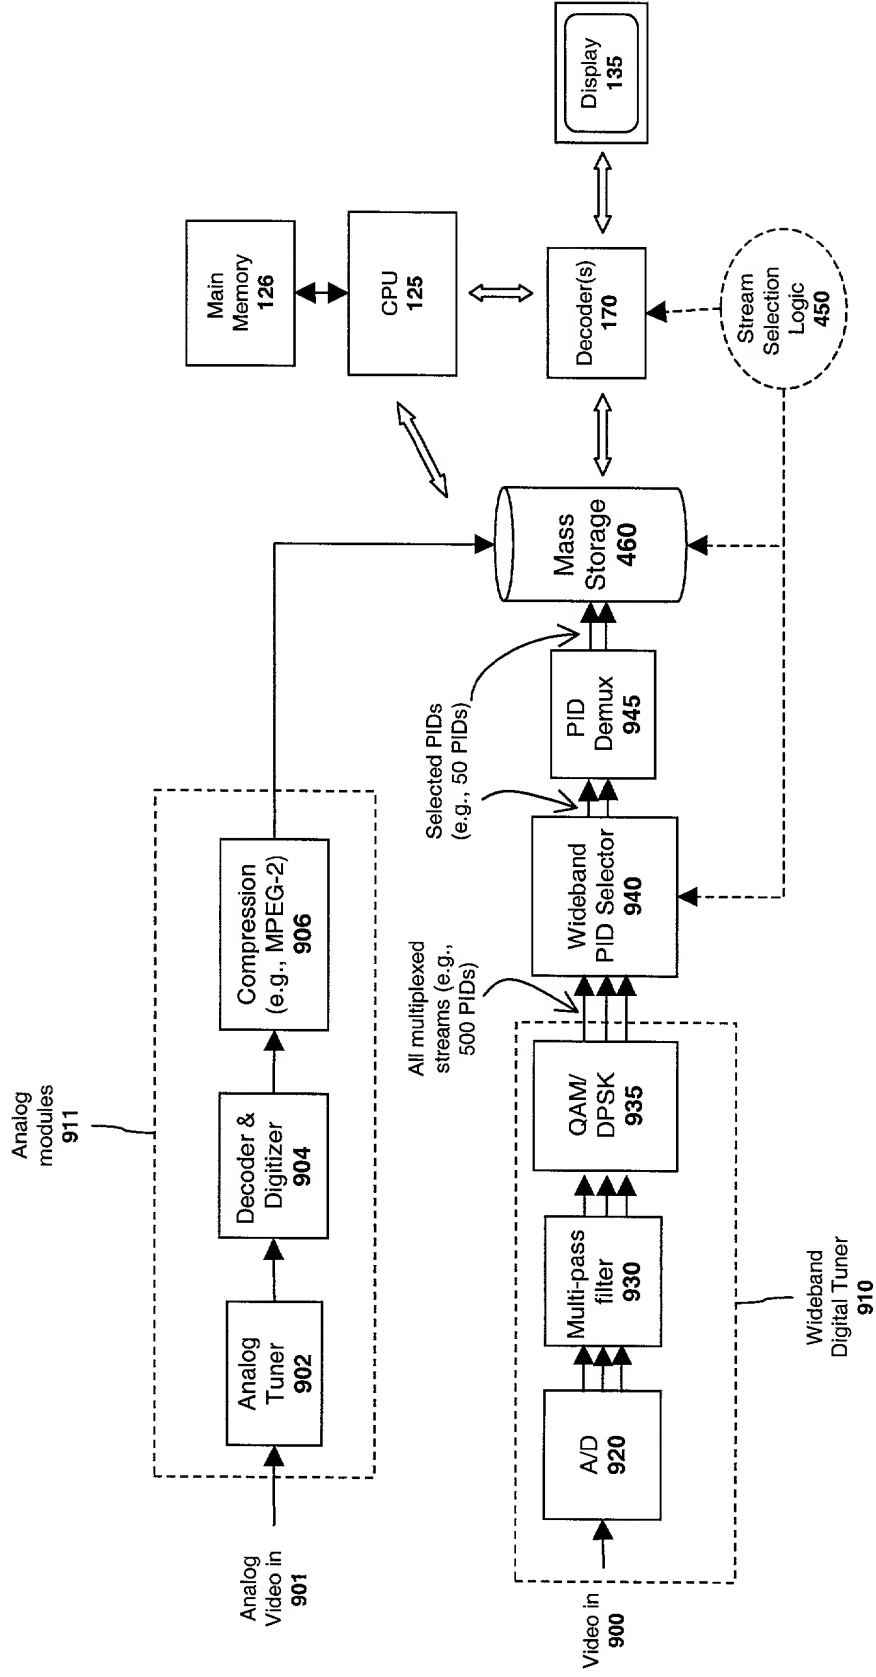 Analog
modules
911
Analog
Video in
901
Analog
Tuner
902
Decoder &
Digitizer
904
Compression
(e.g., MPEG-2)
906
Main
Memory
126
CPU
125
Video in
900
A/D
920
Multi-pass
filter
930
QAM/
DPSK
935
All multiplexed
streams (e.g.,
500 PIDs)
Wideband
PID Selector
940
Selected PIDs
(e.g., 50 PIDs)
PID
Demux
945
Mass
Storage
460
Decoder(s)
170
Display
135
Stream
Selection
Logic
450
Wideband
Digital Tuner
910